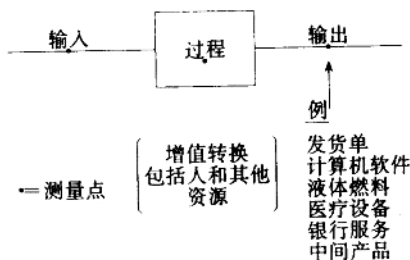 输入
过程
输出
例
增值转换
包括人和其他
资源
•= 测量点
发货单
计算机软件
液体燃料
医疗设备
银行服务
中间产品